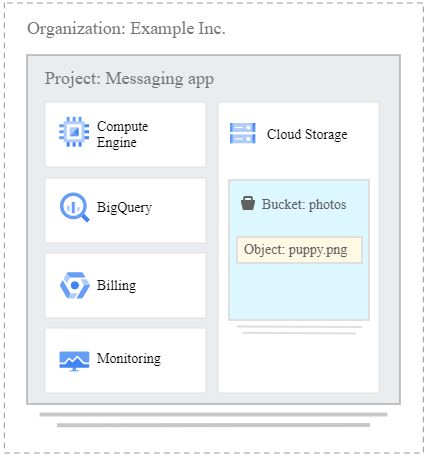 Organization: Example Inc.
Project: Messaging app
Compute
Engine
BigQuery
Billing
Monitoring
Cloud Storage
Bucket: photos
Object: puppy.png